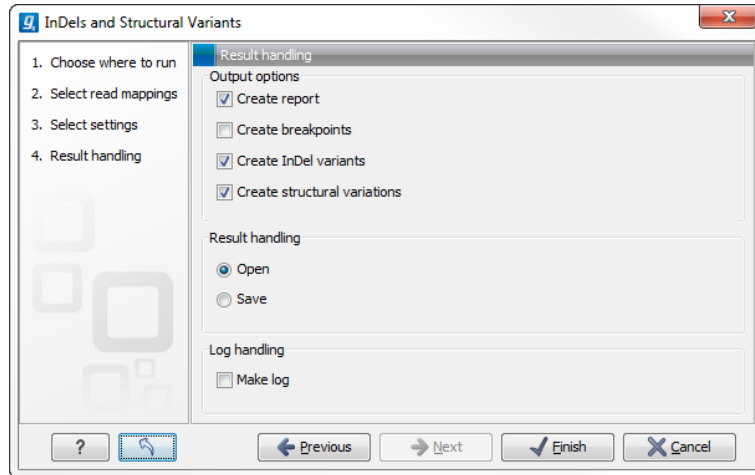 InDels and Structural Variants
1. Choose where to run
2. Select read mappings
3. Select settings
4. Result handling
Result handling
Output options
Create report
Create breakpoints
Create InDel variants
Create structural variations
Result handling
Open
Save
Log handling
Make log
?
Previous
Next
Finish
Cancel